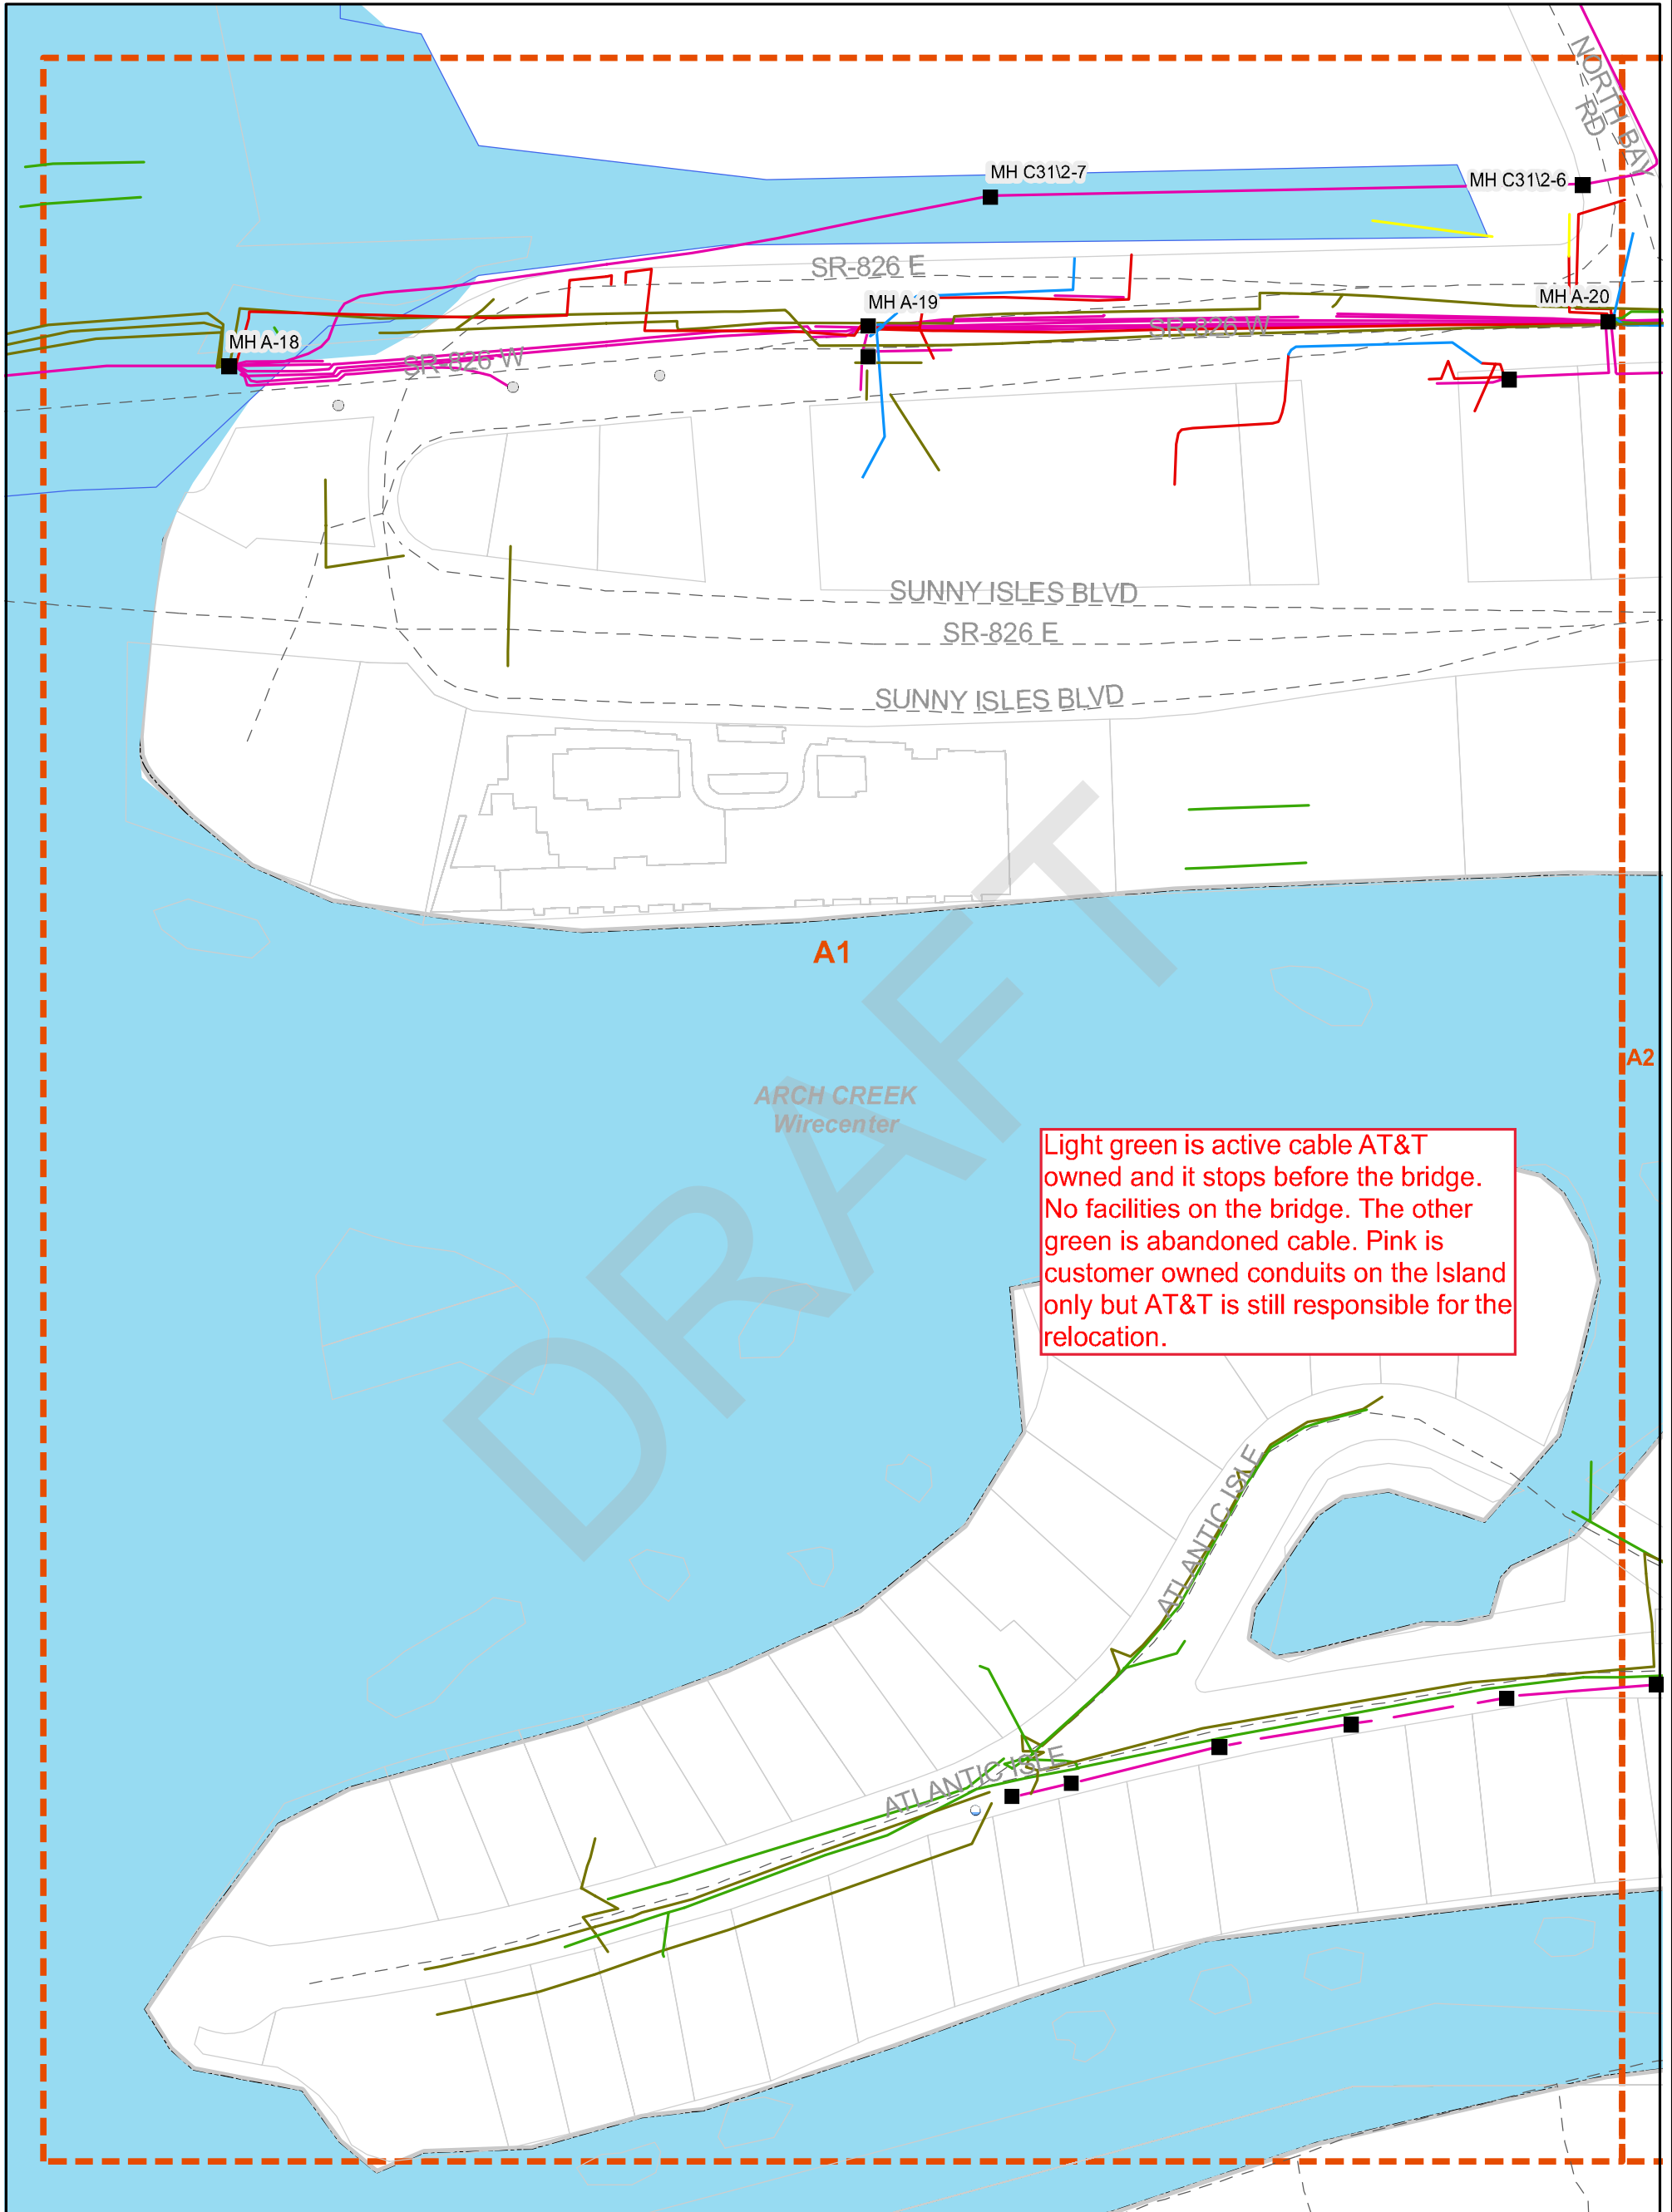 NORTH BAY
RD
MH C31\2-7
MH C31\2-6
SR-826 E
MH A-19
MH A-20
SR-826 W
MH A-18
SR-826 W
SUNNY ISLES BLVD
SR-826 E
SUNNY ISLES BLVD
A1
A2
DRAFT
ARCH CREEK
Wirecenter
Light green is active cable AT&T
owned and it stops before the bridge.
No facilities on the bridge. The other
green is abandoned cable. Pink is
customer owned conduits on the Island
only but AT&T is still responsible for the
relocation.
ATLANTIC ISLE
ATLANTIC ISLE